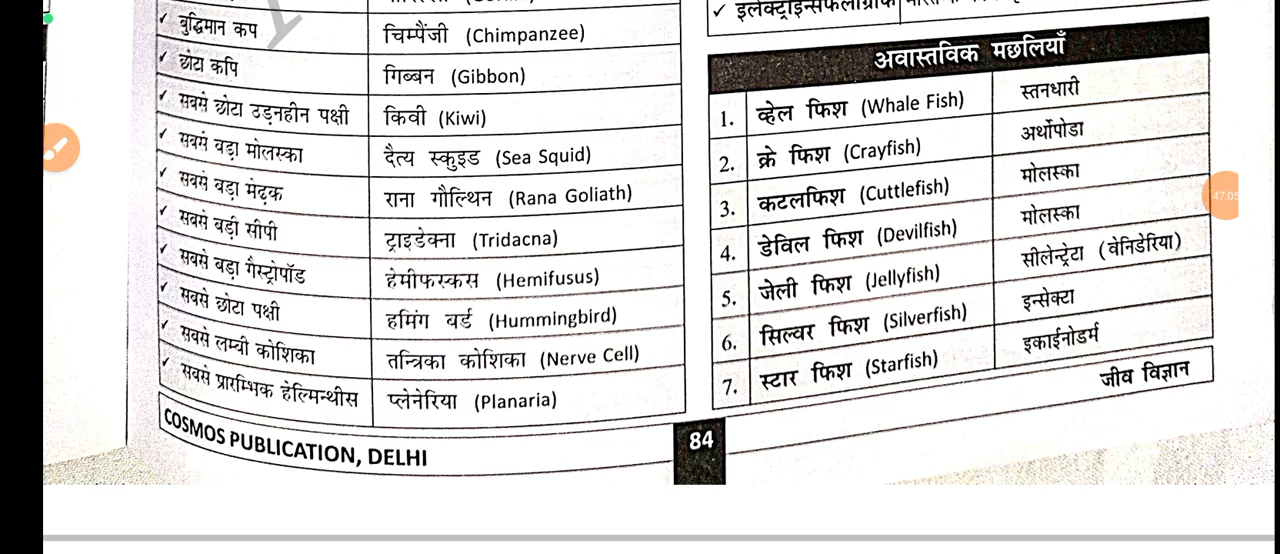 ✓ बुद्धिमान कप चिम्पैंजी (Chimpanzee)
✓ छोटा कपि गिब्बन (Gibbon)
✓ सबसे छोटा उड़नहीन पक्षी किवी (Kiwi)
✓ सबसे बड़ा मोलस्का दैत्य स्कुइड (Sea Squid)
✓ सबसे बड़ा मेढ़क राना गौल्थिन (Rana Goliath)
✓ सबसे बड़ी सीपी ट्राइडेक्ना (Tridacna)
✓ सबसे बड़ा गैस्ट्रोपॉड हेमीफस्कस (Hemifusus)
✓ सबसे छोटा पक्षी हमिंग बर्ड (Hummingbird)
✓ सबसे लम्बी कोशिका तन्त्रिका कोशिका (Nerve Cell)
✓ सबसे प्रारम्भिक हेल्मिन्थीस प्लेनेरिया (Planaria)
अवास्तविक मछलियाँ
1. व्हेल फिश (Whale Fish) स्तनधारी
2. क्रे फिश (Crayfish) अर्थोपोडा
3. कटलफिश (Cuttlefish) मोलस्का
4. डेविल फिश (Devilfish) मोलस्का
5. जेली फिश (Jellyfish) सीलेन्ट्रेटा (वेनिडेरिया)
6. सिल्वर फिश (Silverfish) इन्सेक्टा
7. स्टार फिश (Starfish) इकाईनोडर्म
COSMOS PUBLICATION, DELHI 84 जीव विज्ञान
47:05